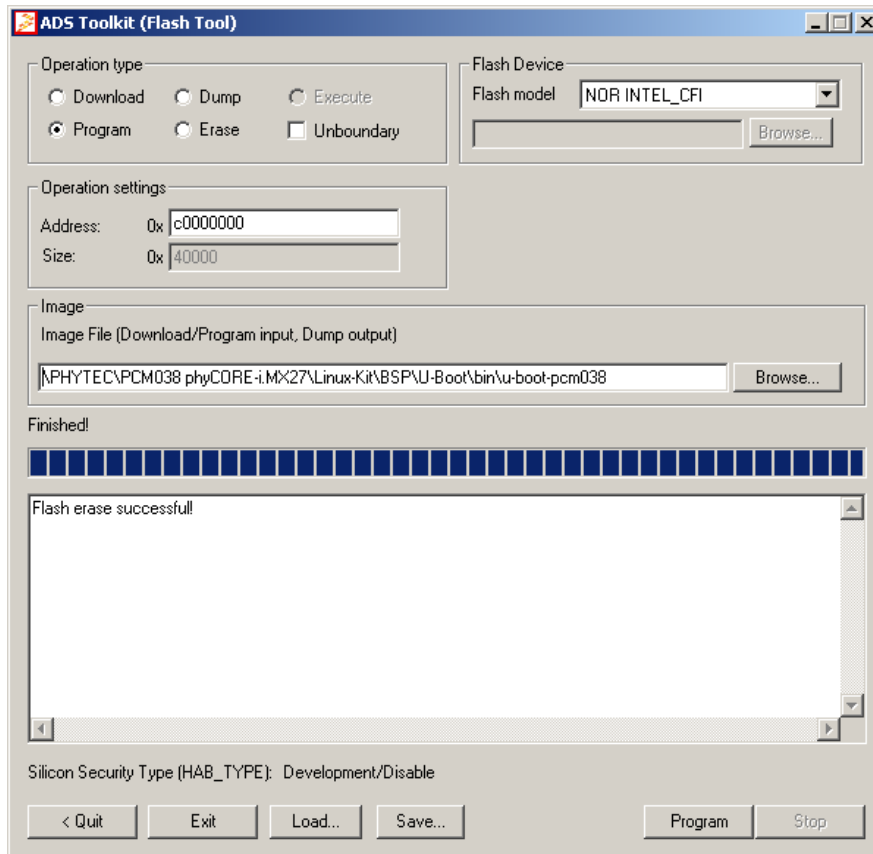 ADS Toolkit (Flash Tool)
Operation type
Download Dump Execute
Program Erase Unboundary
Flash Device
Flash model NOR INTEL_CFI
Browse...
Operation settings
Address: 0x c0000000
Size: 0x 40000
Image
Image File (Download/Program input, Dump output)
\PHYTEC\PCM038 phyCORE-i.MX27\Linux-Kit\BSP\U-Boot\bin\u-boot-pcm038 Browse...
Finished!
Flash erase successful!
Silicon Security Type (HAB_TYPE): Development/Disable
< Quit Exit Load... Save... Program Stop